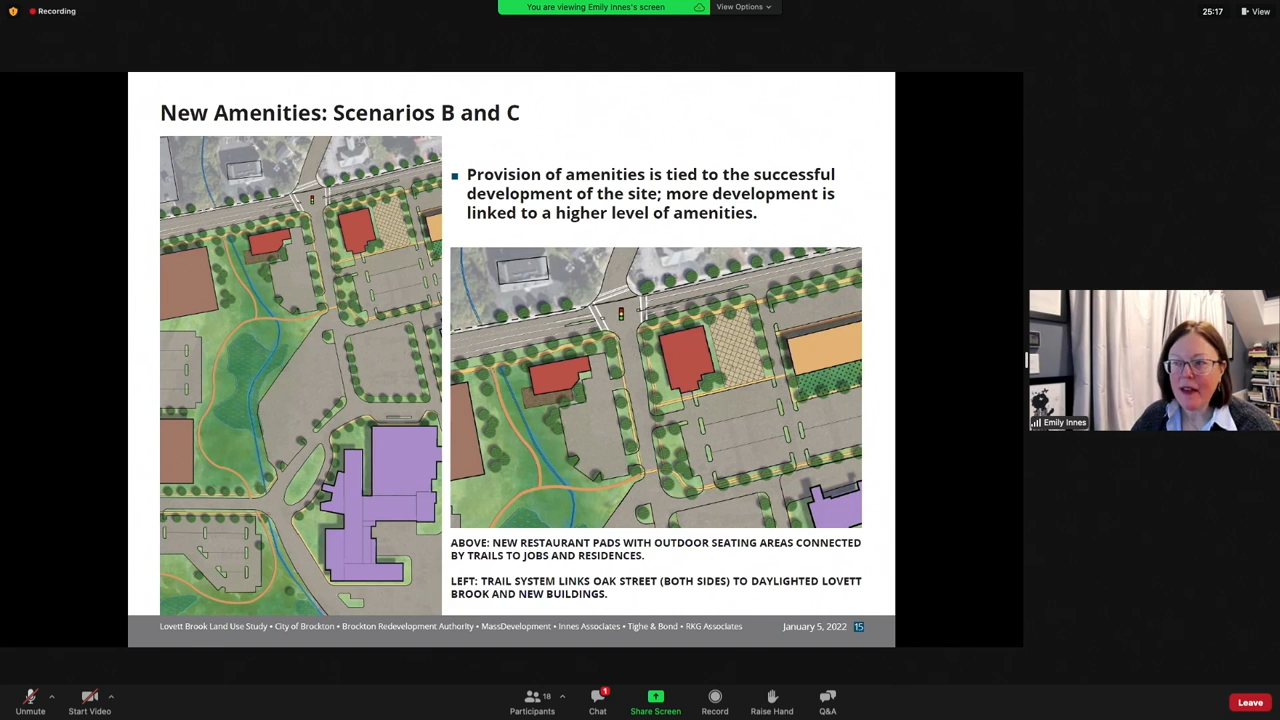 Recording
You are viewing Emily Innes's screen
View Options
25:17
View
New Amenities: Scenarios B and C
Provision of amenities is tied to the successful
development of the site; more development is
linked to a higher level of amenities.
ABOVE: NEW RESTAURANT PADS WITH OUTDOOR SEATING AREAS CONNECTED
BY TRAILS TO JOBS AND RESIDENCES.
LEFT: TRAIL SYSTEM LINKS OAK STREET (BOTH SIDES) TO DAYLIGHTED LOVETT
BROOK AND NEW BUILDINGS.
Lovett Brook Land Use Study • City of Brockton • Brockton Redevelopment Authority • MassDevelopment • Innes Associates • Tighe & Bond • RKG Associates
January 5, 2022 15
Emily Innes
Unmute
Start Video
18
Participants
1
Chat
Share Screen
Record
Raise Hand
Q&A
Leave